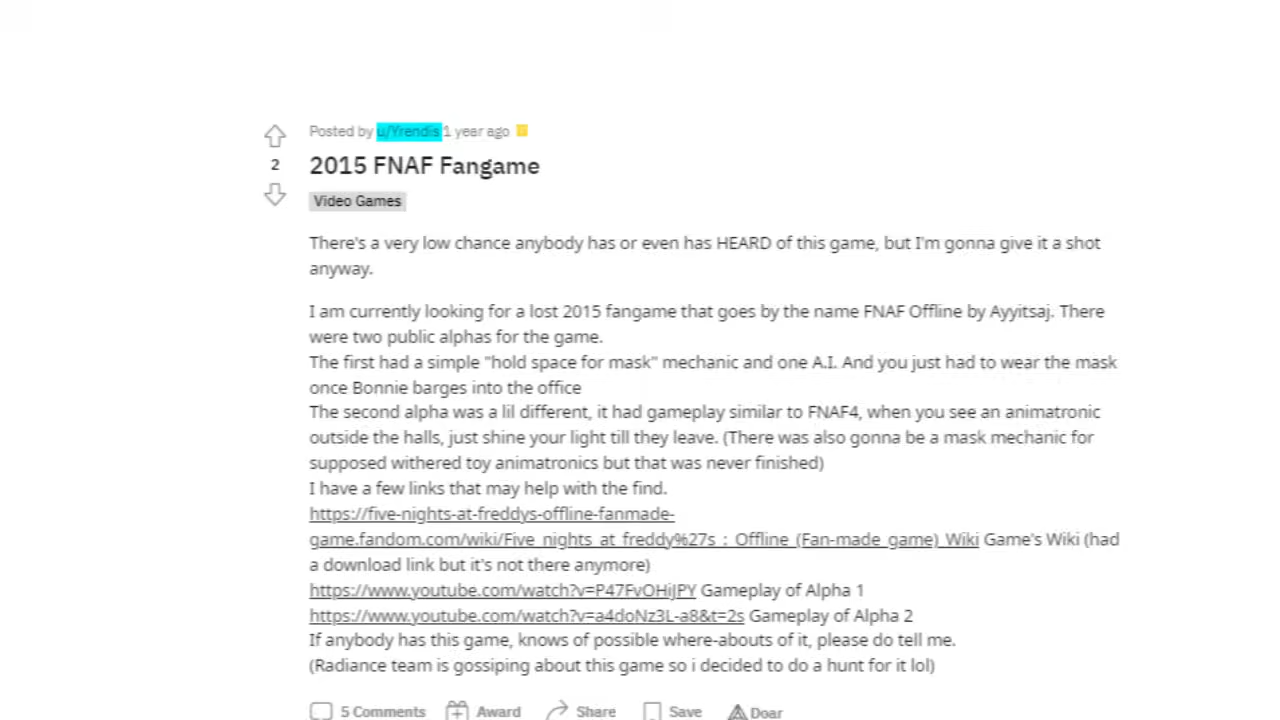 Posted by u/Yrendis 1 year ago
2
2015 FNAF Fangame
Video Games
There's a very low chance anybody has or even has HEARD of this game, but I'm gonna give it a shot
anyway.
I am currently looking for a lost 2015 fangame that goes by the name FNAF Offline by Ayyitsaj. There
were two public alphas for the game.
The first had a simple "hold space for mask" mechanic and one A.I. And you just had to wear the mask
once Bonnie barges into the office
The second alpha was a lil different, it had gameplay similar to FNAF4, when you see an animatronic
outside the halls, just shine your light till they leave. (There was also gonna be a mask mechanic for
supposed withered toy animatronics but that was never finished)
I have a few links that may help with the find.
https://five-nights-at-freddys-offline-fanmade-
game.fandom.com/wiki/Five_nights_at_freddy%27s_:_Offline_(Fan-made_game)_Wiki Game's Wiki (had
a download link but it's not there anymore)
https://www.youtube.com/watch?v=P47FvOHiJPY Gameplay of Alpha 1
https://www.youtube.com/watch?v=a4doNz3L-a8&t=2s Gameplay of Alpha 2
If anybody has this game, knows of possible where-abouts of it, please do tell me.
(Radiance team is gossiping about this game so i decided to do a hunt for it lol)
5 Comments Award Share Save Doar